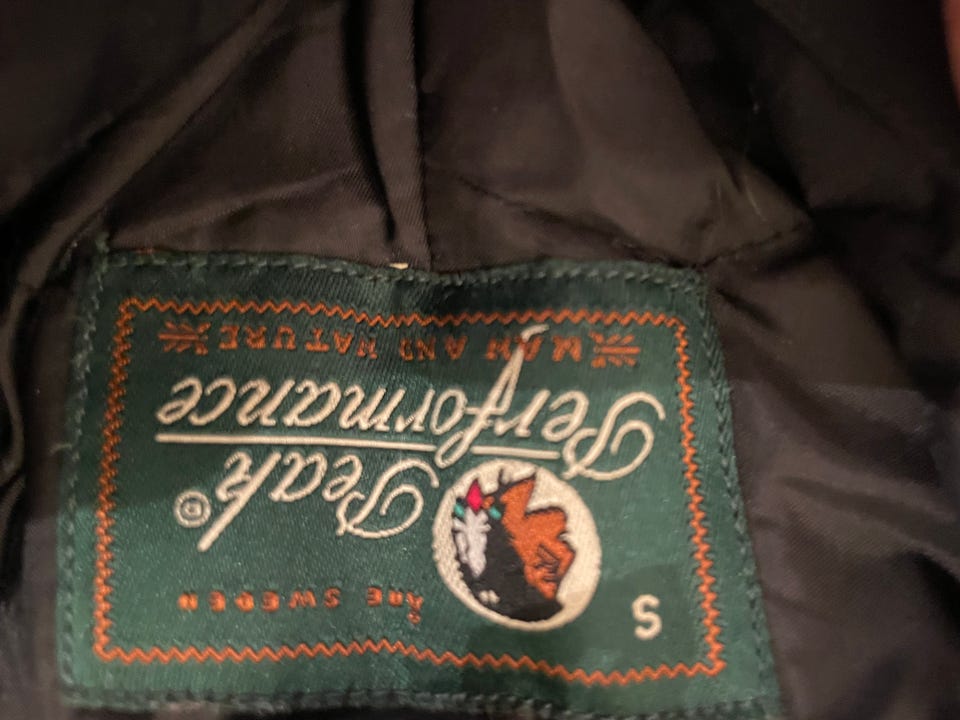 S
ÅRE SWEDEN
Peak®
Performance
MAN AND NATURE